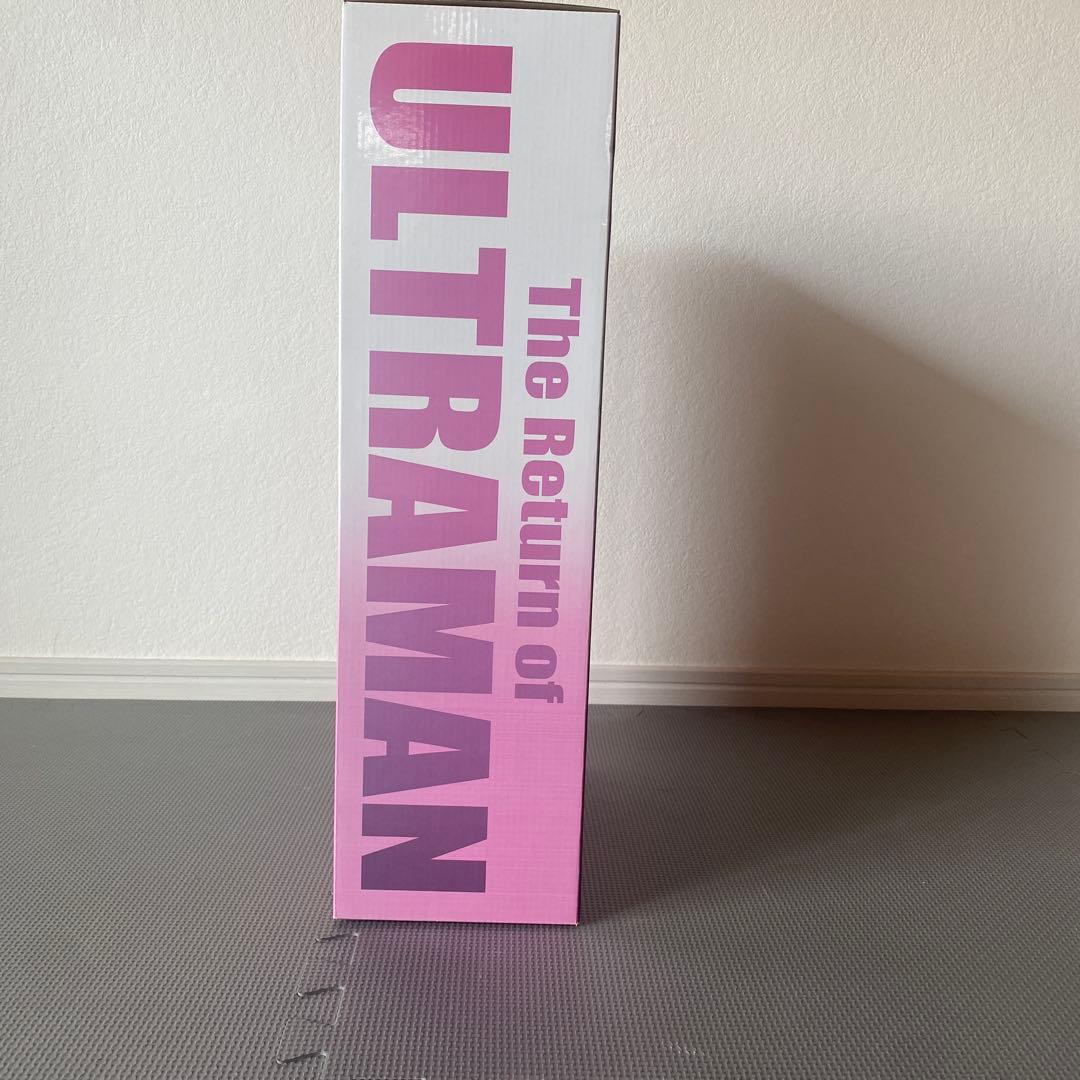 The Return of
ULTRAMAN